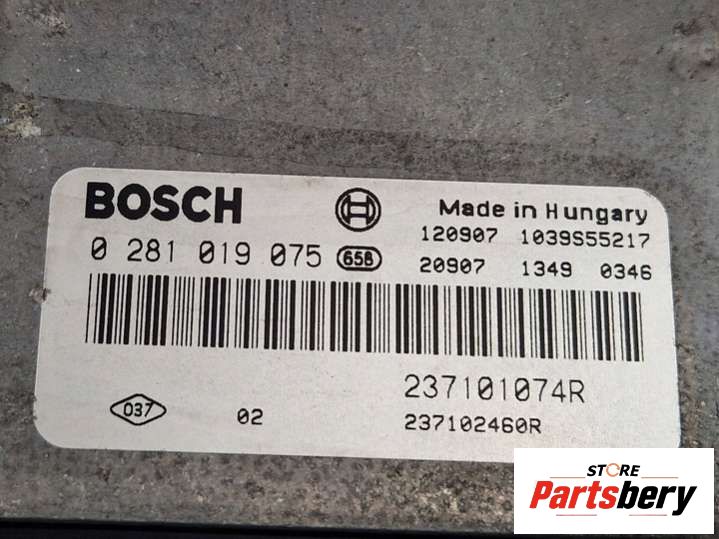 BOSCH
Made in Hungary
120907 1039S55217
0 281 019 075 658
20907 1349 0346
237101074R
037 02
237102460R
STORE
Partsbery